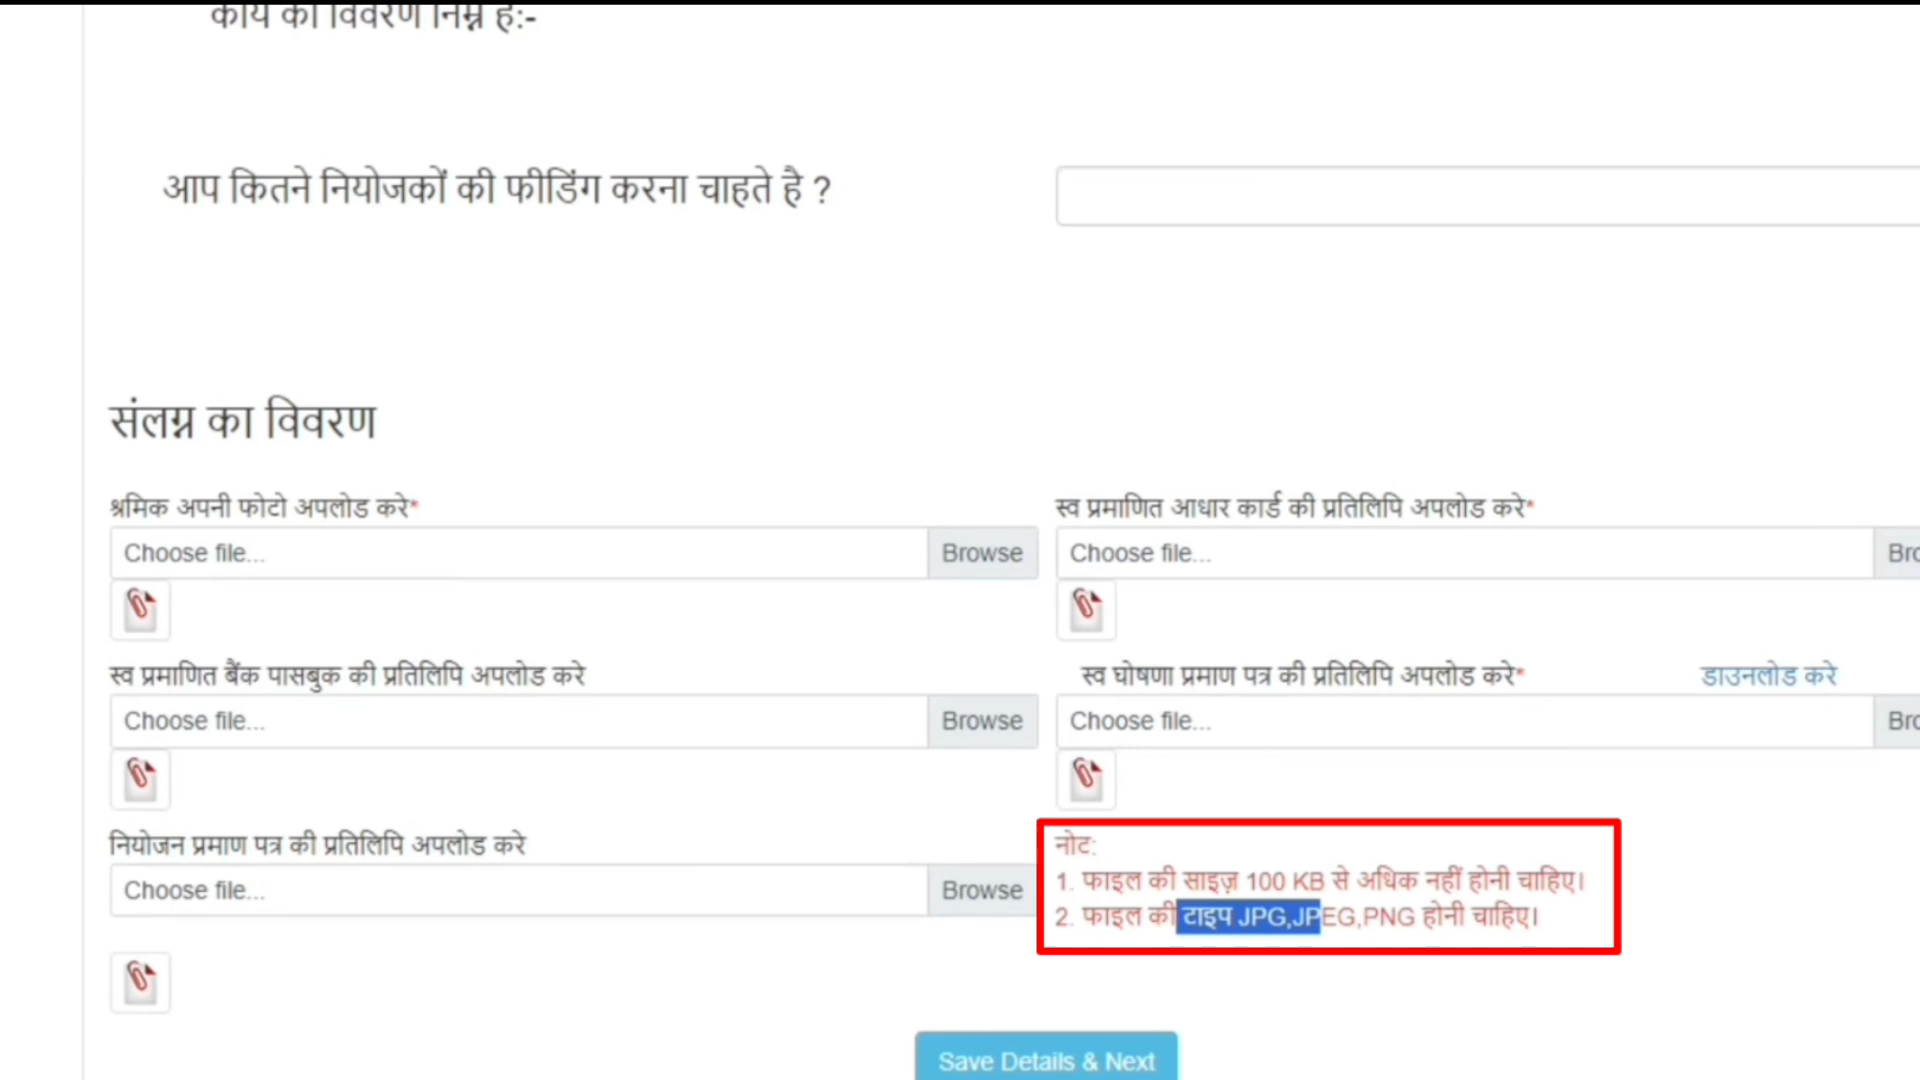 कार्य का विवरण निम्न है:-
आप कितने नियोजकों की फीडिंग करना चाहते है ?
संलग्न का विवरण
श्रमिक अपनी फोटो अपलोड करे*
स्व प्रमाणित आधार कार्ड की प्रतिलिपि अपलोड करे*
Choose file... Browse
Choose file... Bro
स्व प्रमाणित बैंक पासबुक की प्रतिलिपि अपलोड करे
स्व घोषणा प्रमाण पत्र की प्रतिलिपि अपलोड करे* डाउनलोड करे
Choose file... Browse
Choose file... Bro
नियोजन प्रमाण पत्र की प्रतिलिपि अपलोड करे
Choose file... Browse
नोट:
1. फाइल की साइज़ 100 KB से अधिक नहीं होनी चाहिए।
2. फाइल की टाइप JPG,JPEG,PNG होनी चाहिए।
Save Details & Next